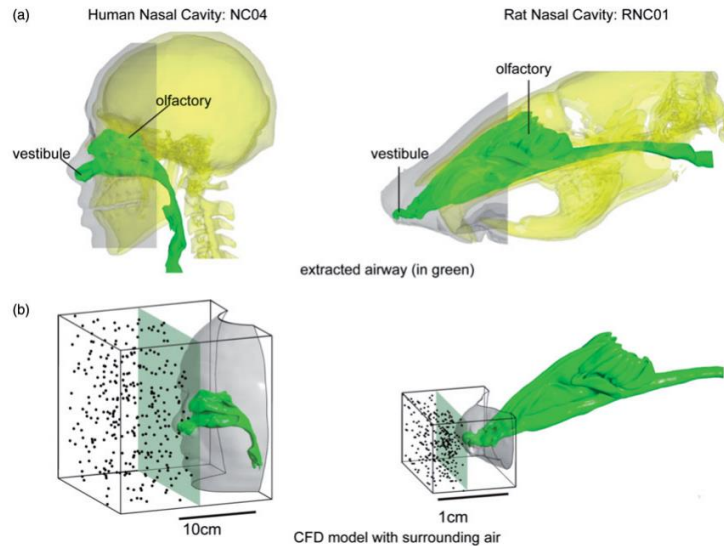 (a)
Human Nasal Cavity: NC04
Rat Nasal Cavity: RNC01
olfactory
vestibule
olfactory
vestibule
extracted airway (in green)
(b)
10cm
1cm
CFD model with surrounding air